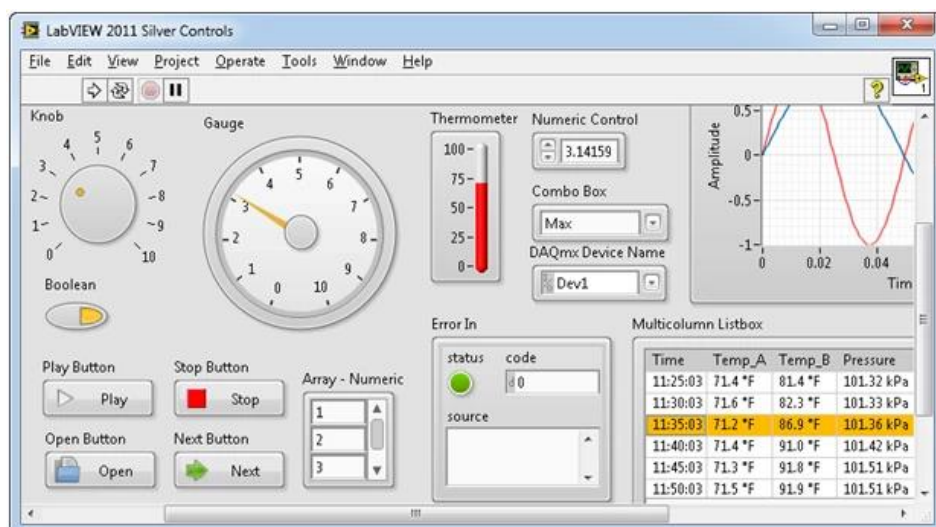 LabVIEW 2011 Silver Controls
File Edit View Project Operate Tools Window Help
1
Knob
0 1 2 3 4 5 6 7 8 9 10
Gauge
0 1 2 3 4 5 6 7 8 9 10
Thermometer
100
75
50
25
0
Numeric Control
3.14159
Combo Box
Max
DAQmx Device Name
Dev1
Amplitude
0.5
0
-0.5
-1
0 0.02 0.04
Tim
Boolean
Play Button
Play
Stop Button
Stop
Open Button
Open
Next Button
Next
Array - Numeric
1
2
3
Error In
status code
d 0
source
Multicolumn Listbox
Time Temp_A Temp_B Pressure
11:25:03 71.4 °F 81.4 °F 101.32 kPa
11:30:03 71.6 °F 82.3 °F 101.33 kPa
11:35:03 71.2 °F 86.9 °F 101.36 kPa
11:40:03 71.4 °F 91.0 °F 101.42 kPa
11:45:03 71.3 °F 91.8 °F 101.51 kPa
11:50:03 71.5 °F 91.9 °F 101.51 kPa